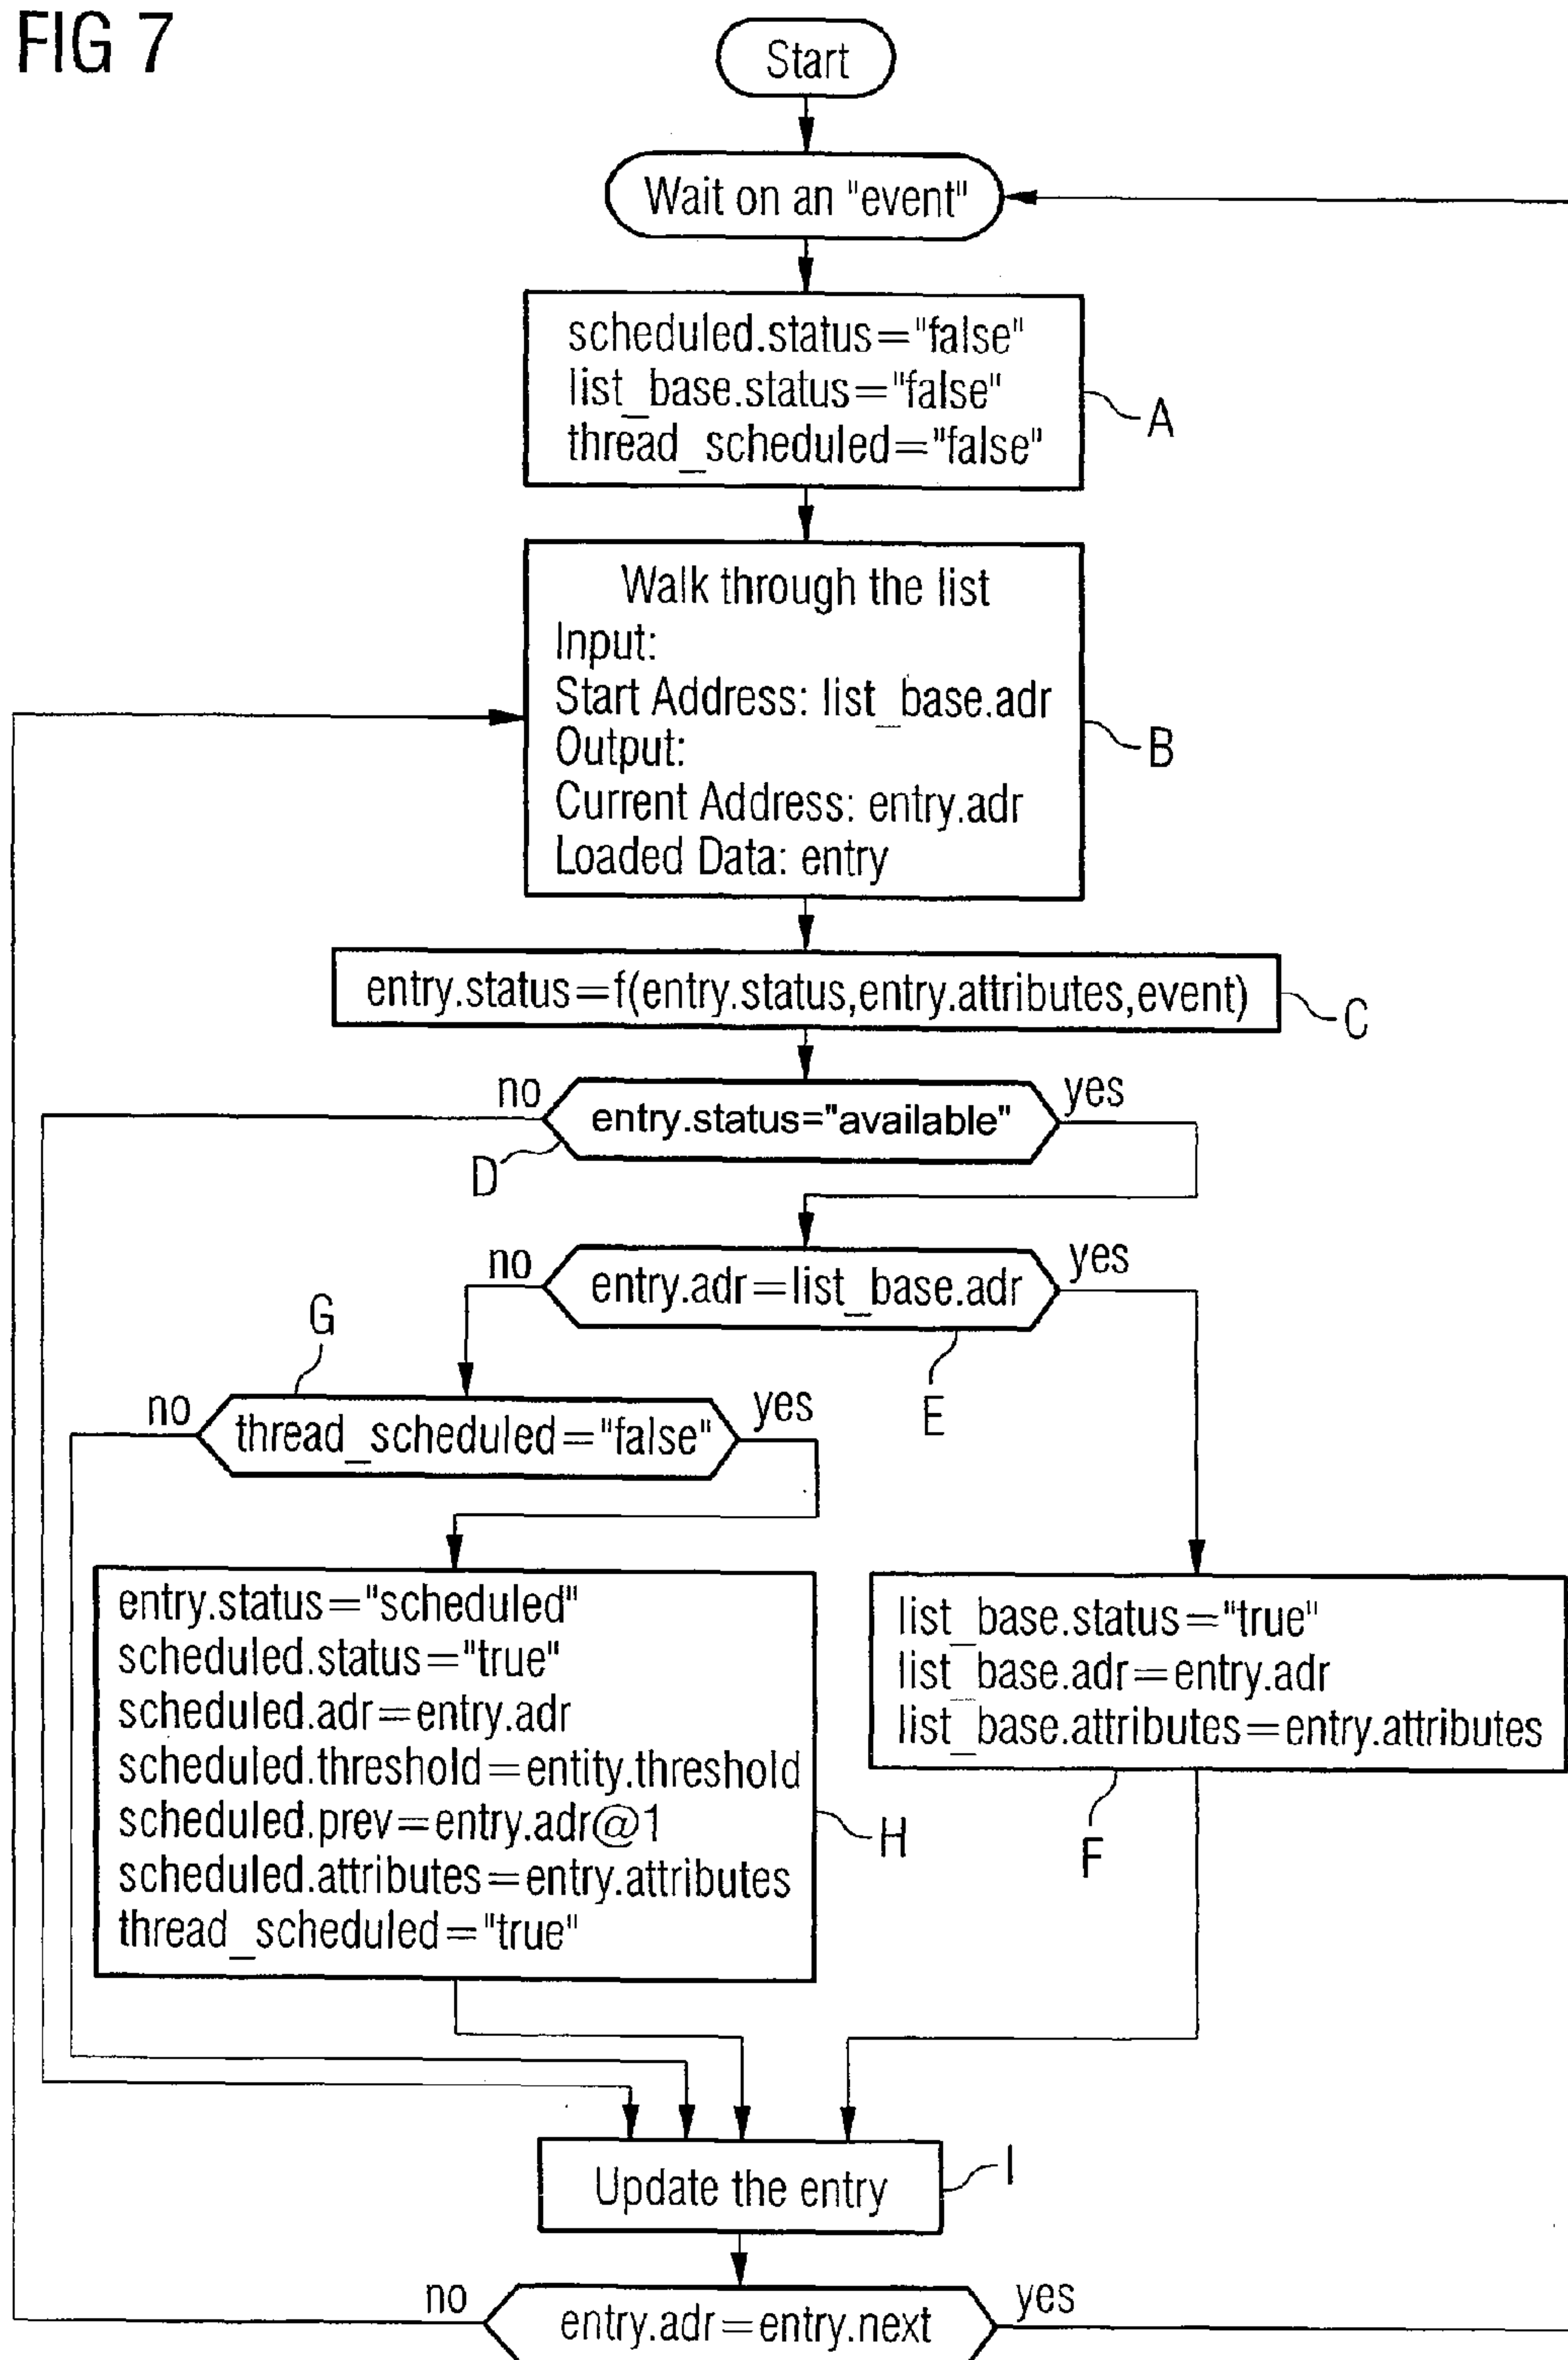 FIG 7
Start
Wait on an "event"
scheduled.status="false"
list_base.status="false"
thread_scheduled="false"
A
Walk through the list
Input:
Start Address: list_base.adr
Output:
Current Address: entry.adr
Loaded Data: entry
B
entry.status=f(entry.status,entry.attributes,event)
C
no
entry.status="available"
yes
D
no
entry.adr=list_base.adr
yes
E
G
no
thread_scheduled="false"
yes
entry.status="scheduled"
scheduled.status="true"
scheduled.adr=entry.adr
scheduled.threshold=entity.threshold
scheduled.prev=entry.adr@1
scheduled.attributes=entry.attributes
thread_scheduled="true"
H
list_base.status="true"
list_base.adr=entry.adr
list_base.attributes=entry.attributes
F
Update the entry
I
no
entry.adr=entry.next
yes